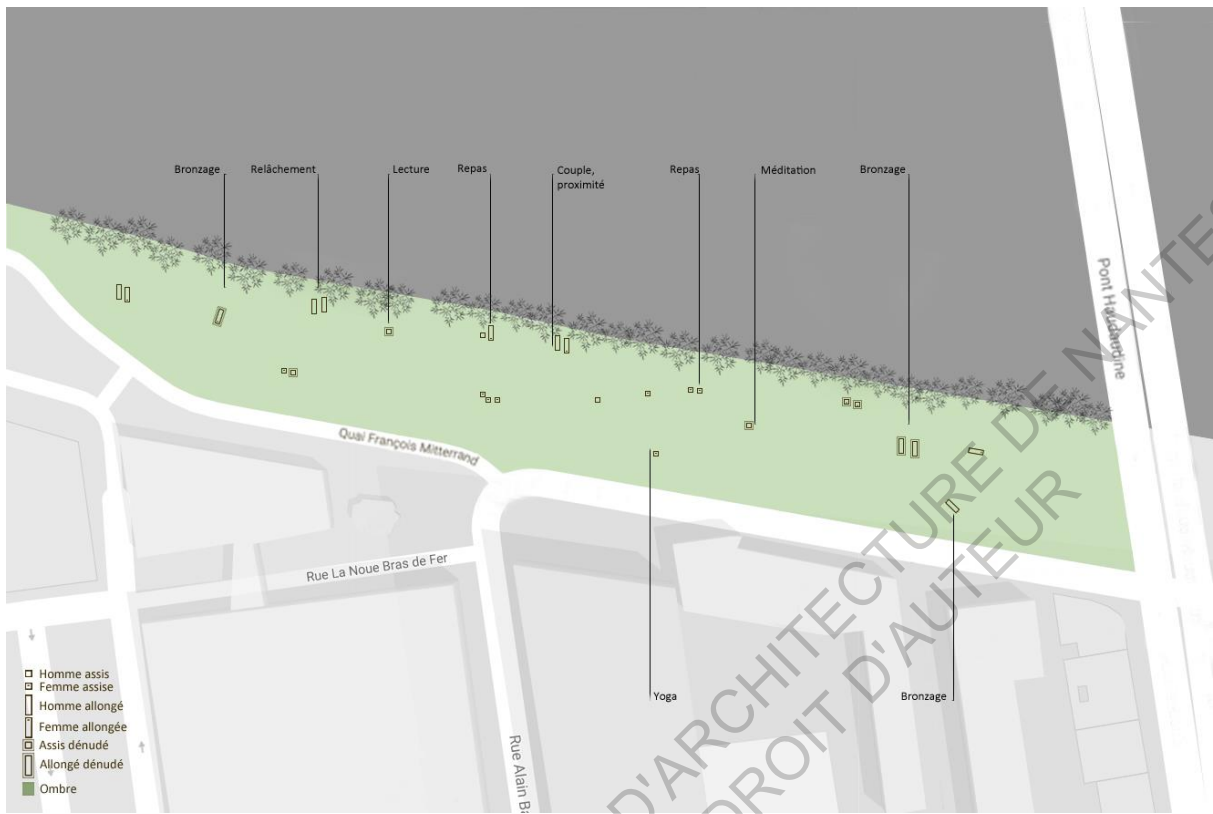 Bronzage
Relâchement
Lecture
Repas
Couple,
proximité
Repas
Méditation
Bronzage
Pont Haudaudine
Quai François Mitterrand
Rue La Noue Bras de Fer
Rue Alain Ba
Yoga
Bronzage
Homme assis
Femme assise
Homme allongé
Femme allongée
Assis dénudé
Allongé dénudé
Ombre
D'ARCHITECTURE DE NANTES
DROIT D'AUTEUR